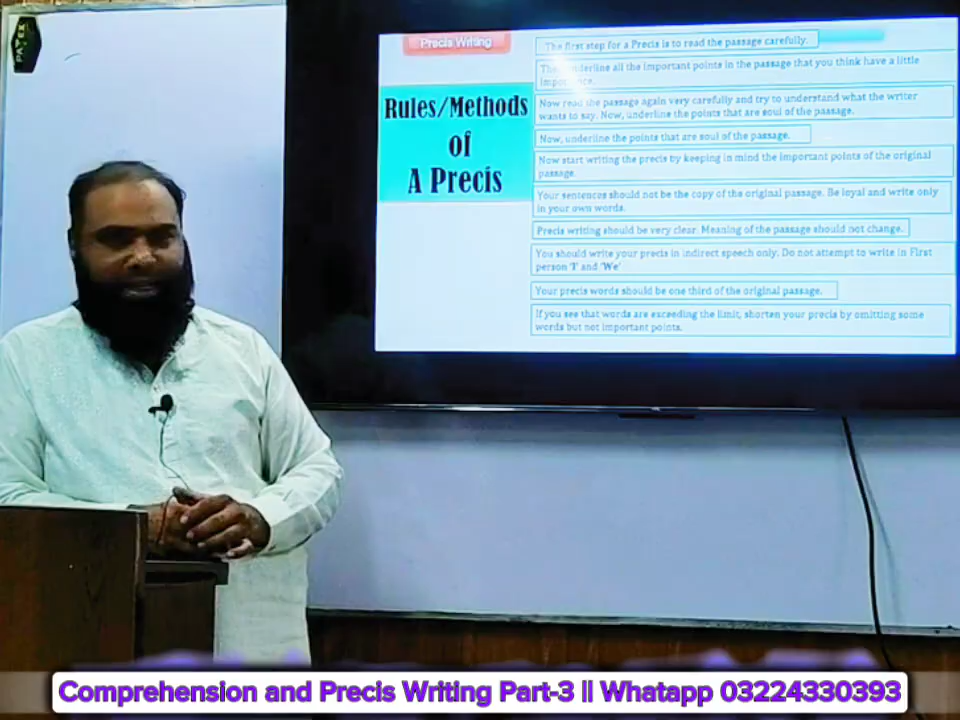 APEX
Precis Writing
Rules/Methods
of
A Precis
The first step for a Precis is to read the passage carefully.
underline all the important points in the passage that you think have a little
Now read the passage again very carefully and try to understand what the writer
wants to say. Now, underline the points that are soul of the passage.
Now, underline the points that are soul of the passage.
Now start writing the precis by keeping in mind the important points of the original
passage.
Your sentences should not be the copy of the original passage. Be loyal and write only
in your own words.
Precis writing should be very clear. Meaning of the passage should not change.
You should write your precis in indirect speech only. Do not attempt to write in First
person 'I' and 'We'
Your precis words should be one third of the original passage.
If you see that words are exceeding the limit, shorten your precis by omitting some
words but not important points.
Comprehension and Precis Writing Part-3 || Whatapp 03224330393